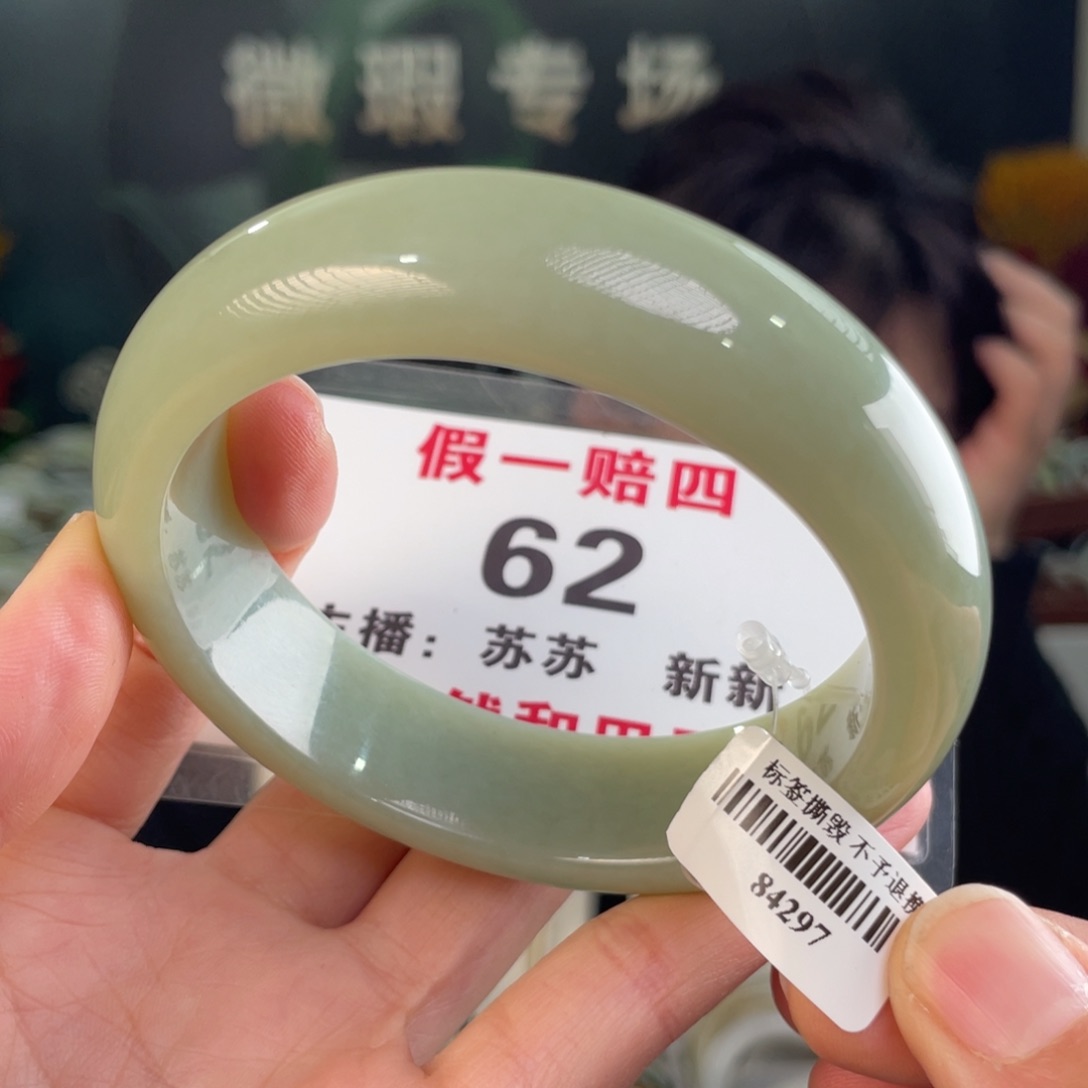 微瑕专场
假一赔四
62
主播：苏苏 新新
标签撕毁不予退换
84297